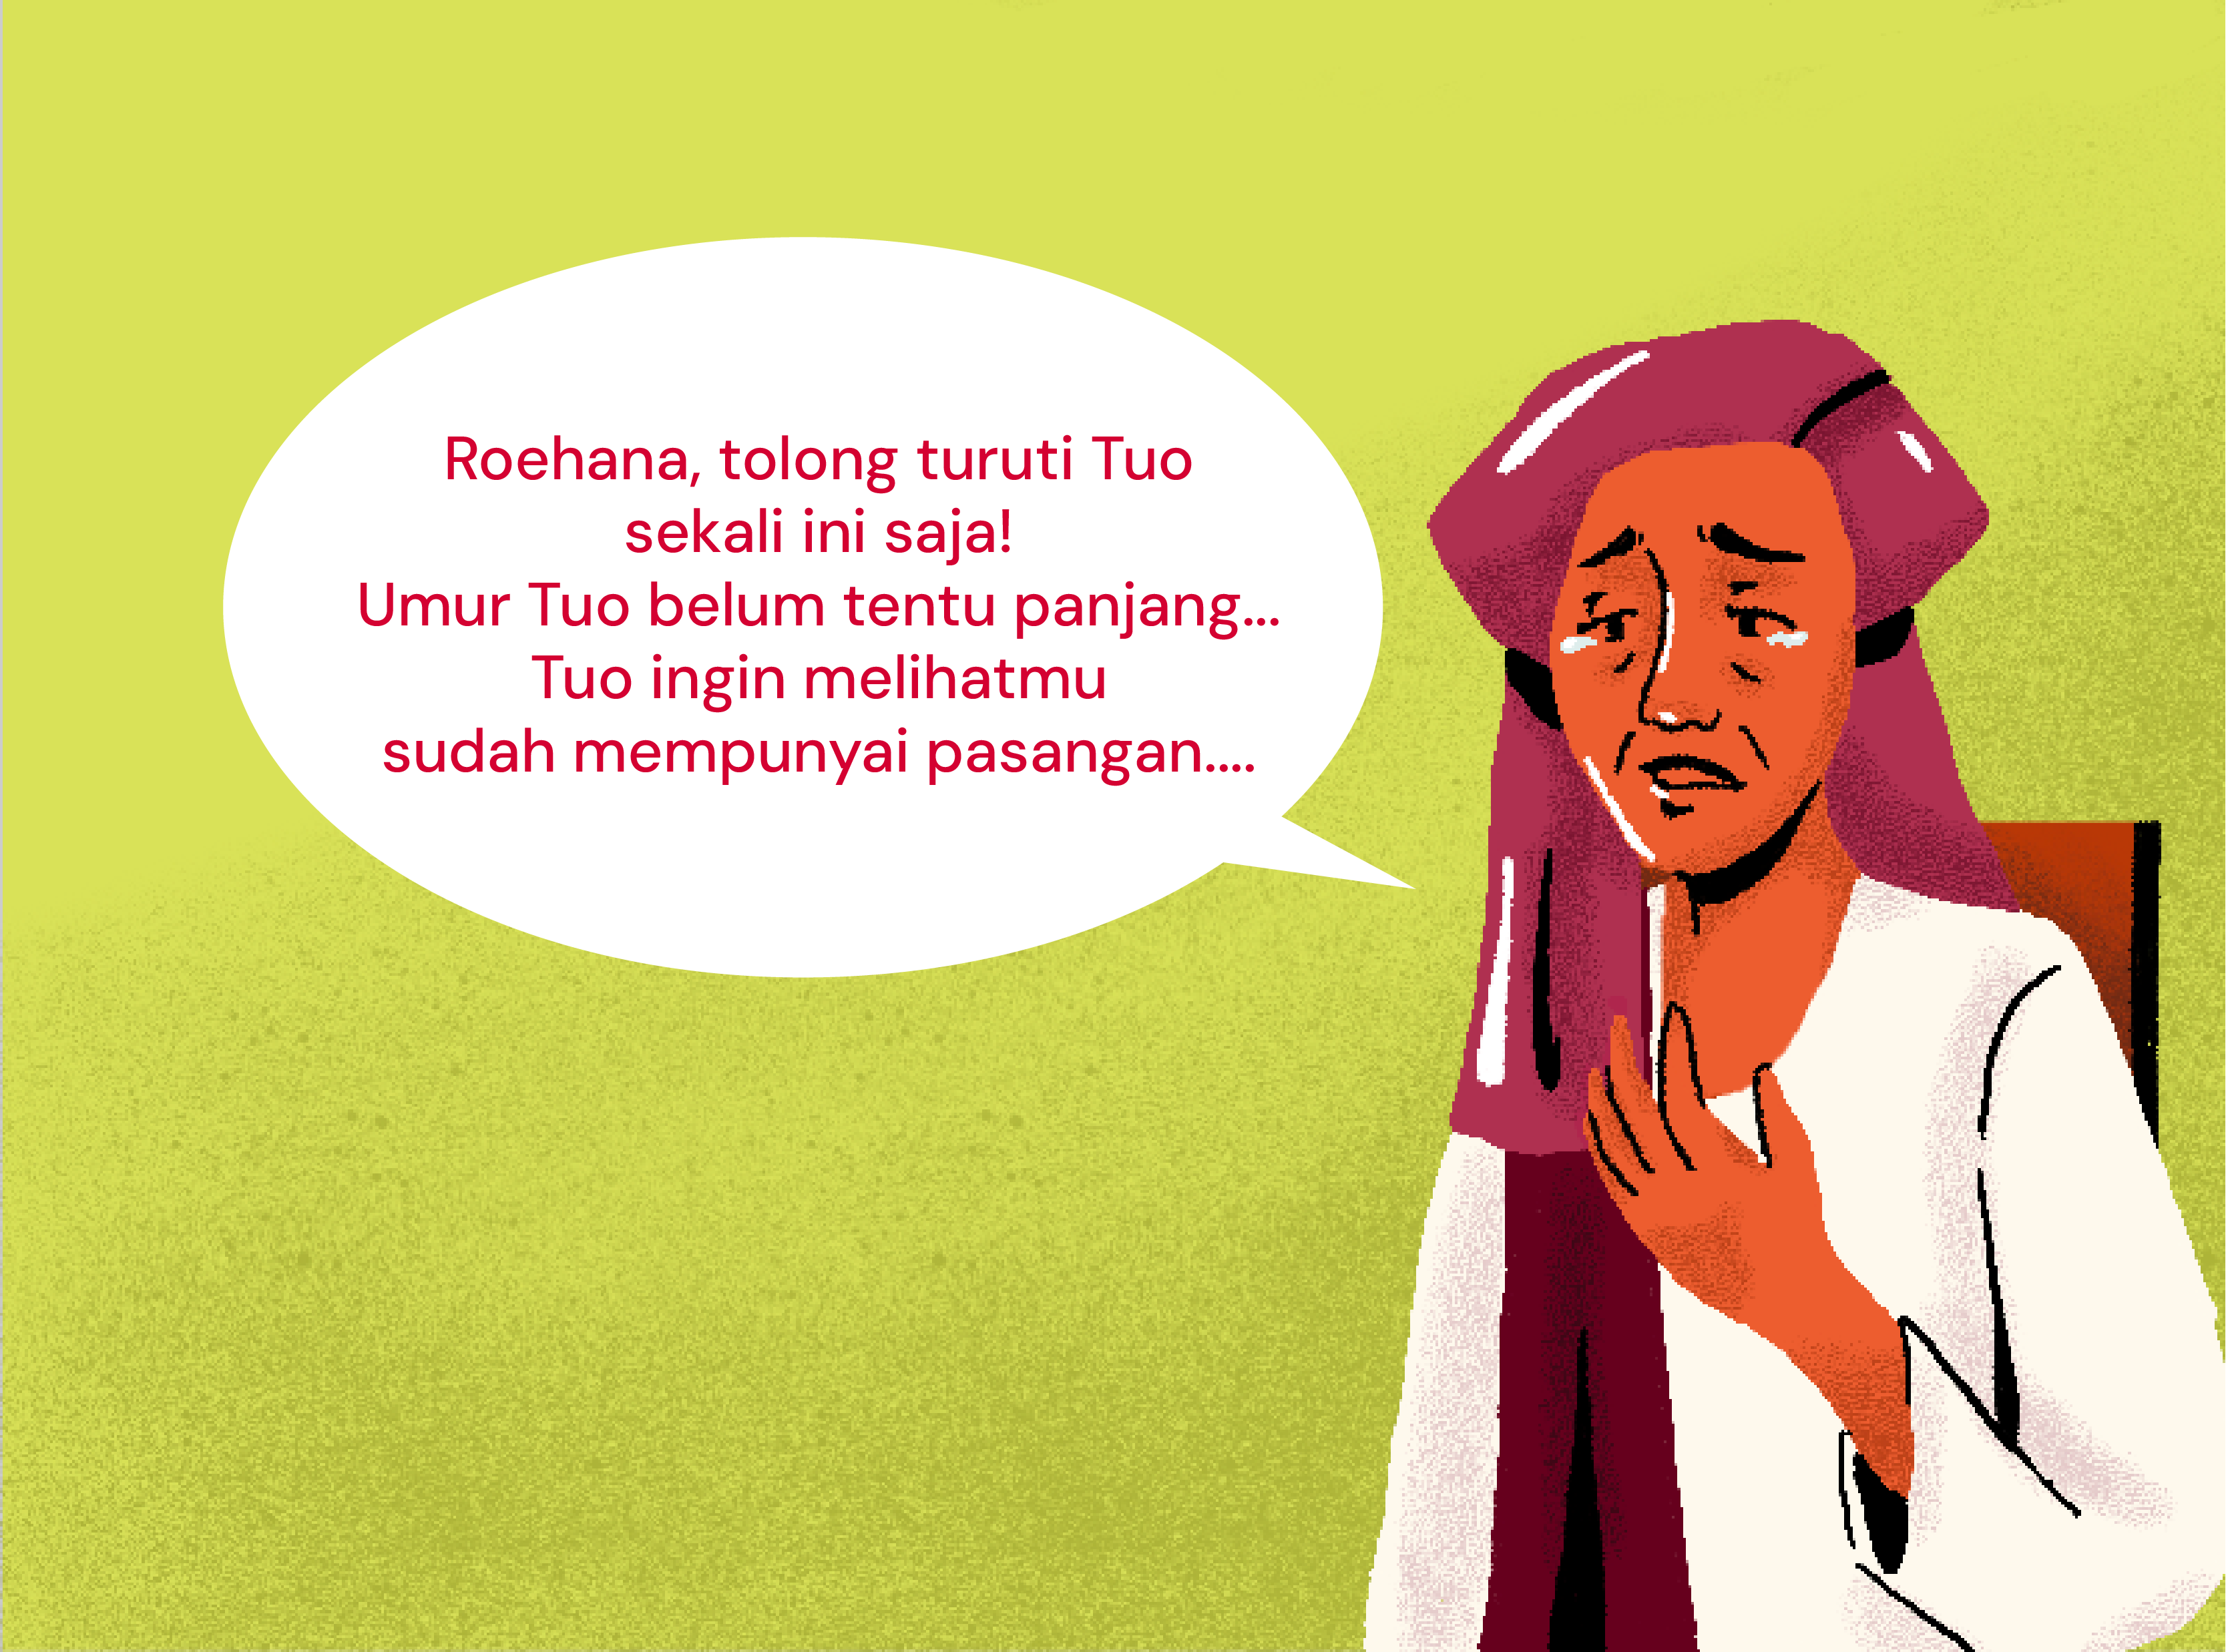 Roehana, tolong turuti Tuo
sekali ini saja!
Umur Tuo belum tentu panjang...
Tuo ingin melihatmu
sudah mempunyai pasangan....